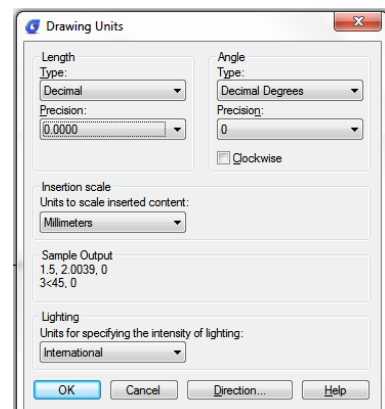 Drawing Units
Length
Type:
Decimal
Precision:
0.0000
Angle
Type:
Decimal Degrees
Precision:
0
Clockwise
Insertion scale
Units to scale inserted content:
Millimeters
Sample Output
1.5, 2.0039, 0
3<45, 0
Lighting
Units for specifying the intensity of lighting:
International
OK
Cancel
Direction...
Help